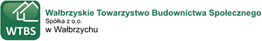 WTBS
Wałbrzyskie Towarzystwo Budownictwa Społecznego
Spółka z o.o.
w Wałbrzychu